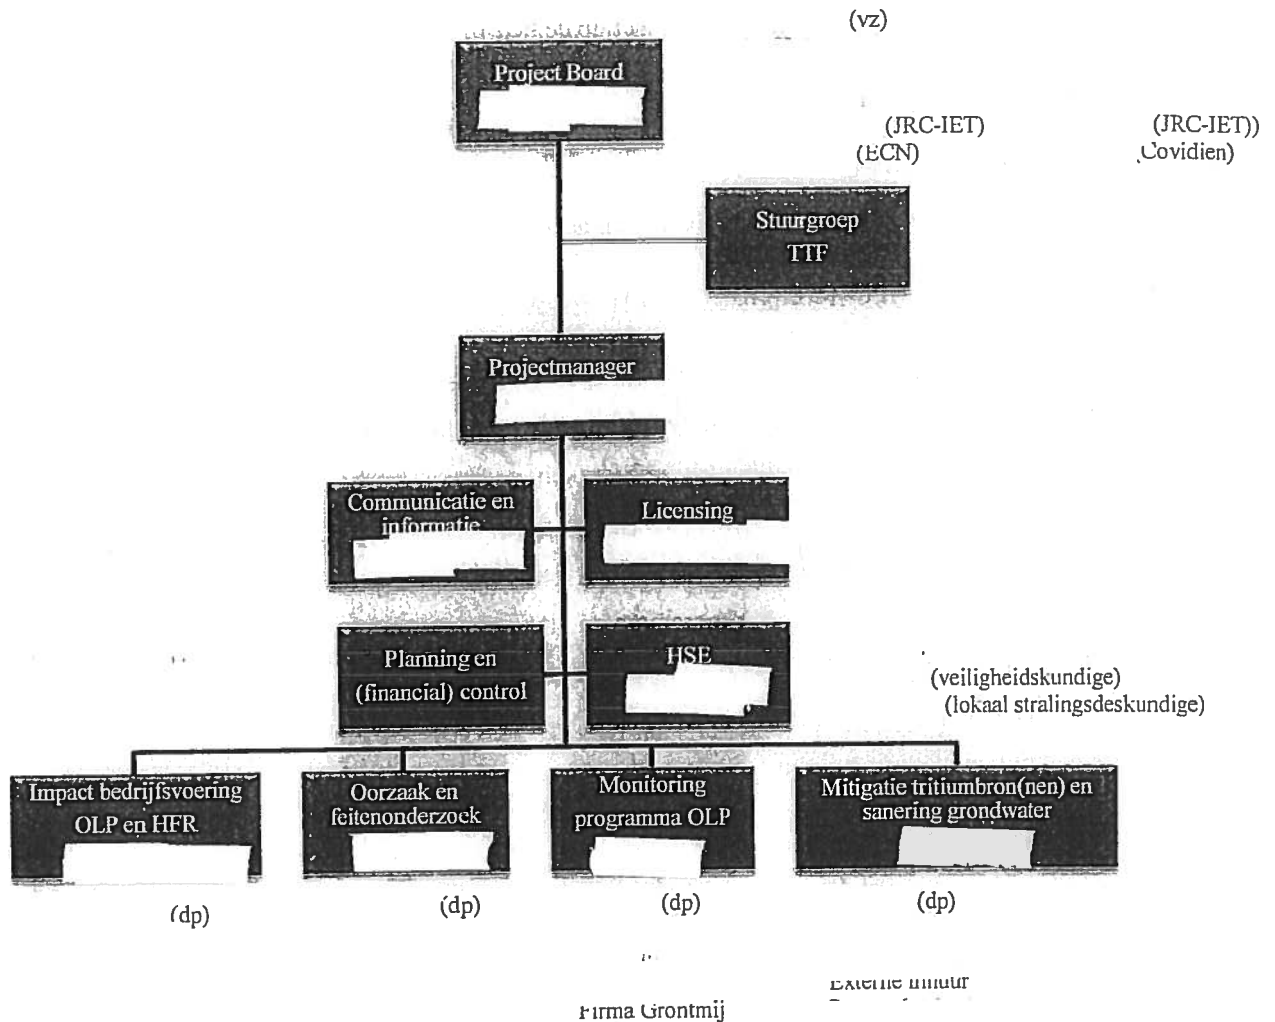 (vz)
Project Board
(JRC-IET)
(JRC-IET))
(ECN)
Covidien)
Stuurgroep
TTF
Projectmanager
Communicatie en
informatie
Licensing
Planning en
(financial) control
HSE
(veiligheidskundige)
(lokaal stralingsdeskundige)
Impact bedrijfsvoering
OLP en HFR
Oorzaak en
feitenonderzoek
Monitoring
programma OLP
Mitigatie tritiumbron(nen) en
sanering grondwater
(dp)
(dp)
(dp)
(dp)
Externe inhuur
Firma Grontmij